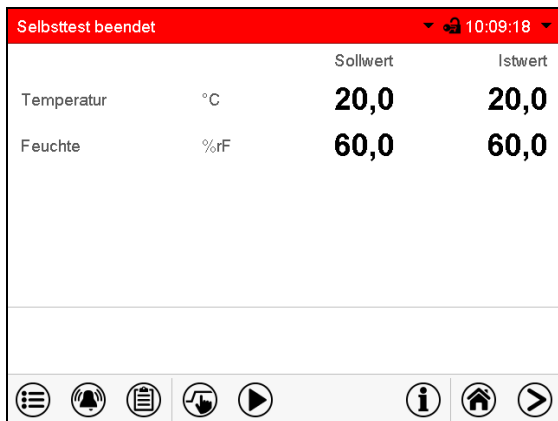 Selbsttest beendet 10:09:18
Sollwert Istwert
Temperatur °C 20,0 20,0
Feuchte %rF 60,0 60,0